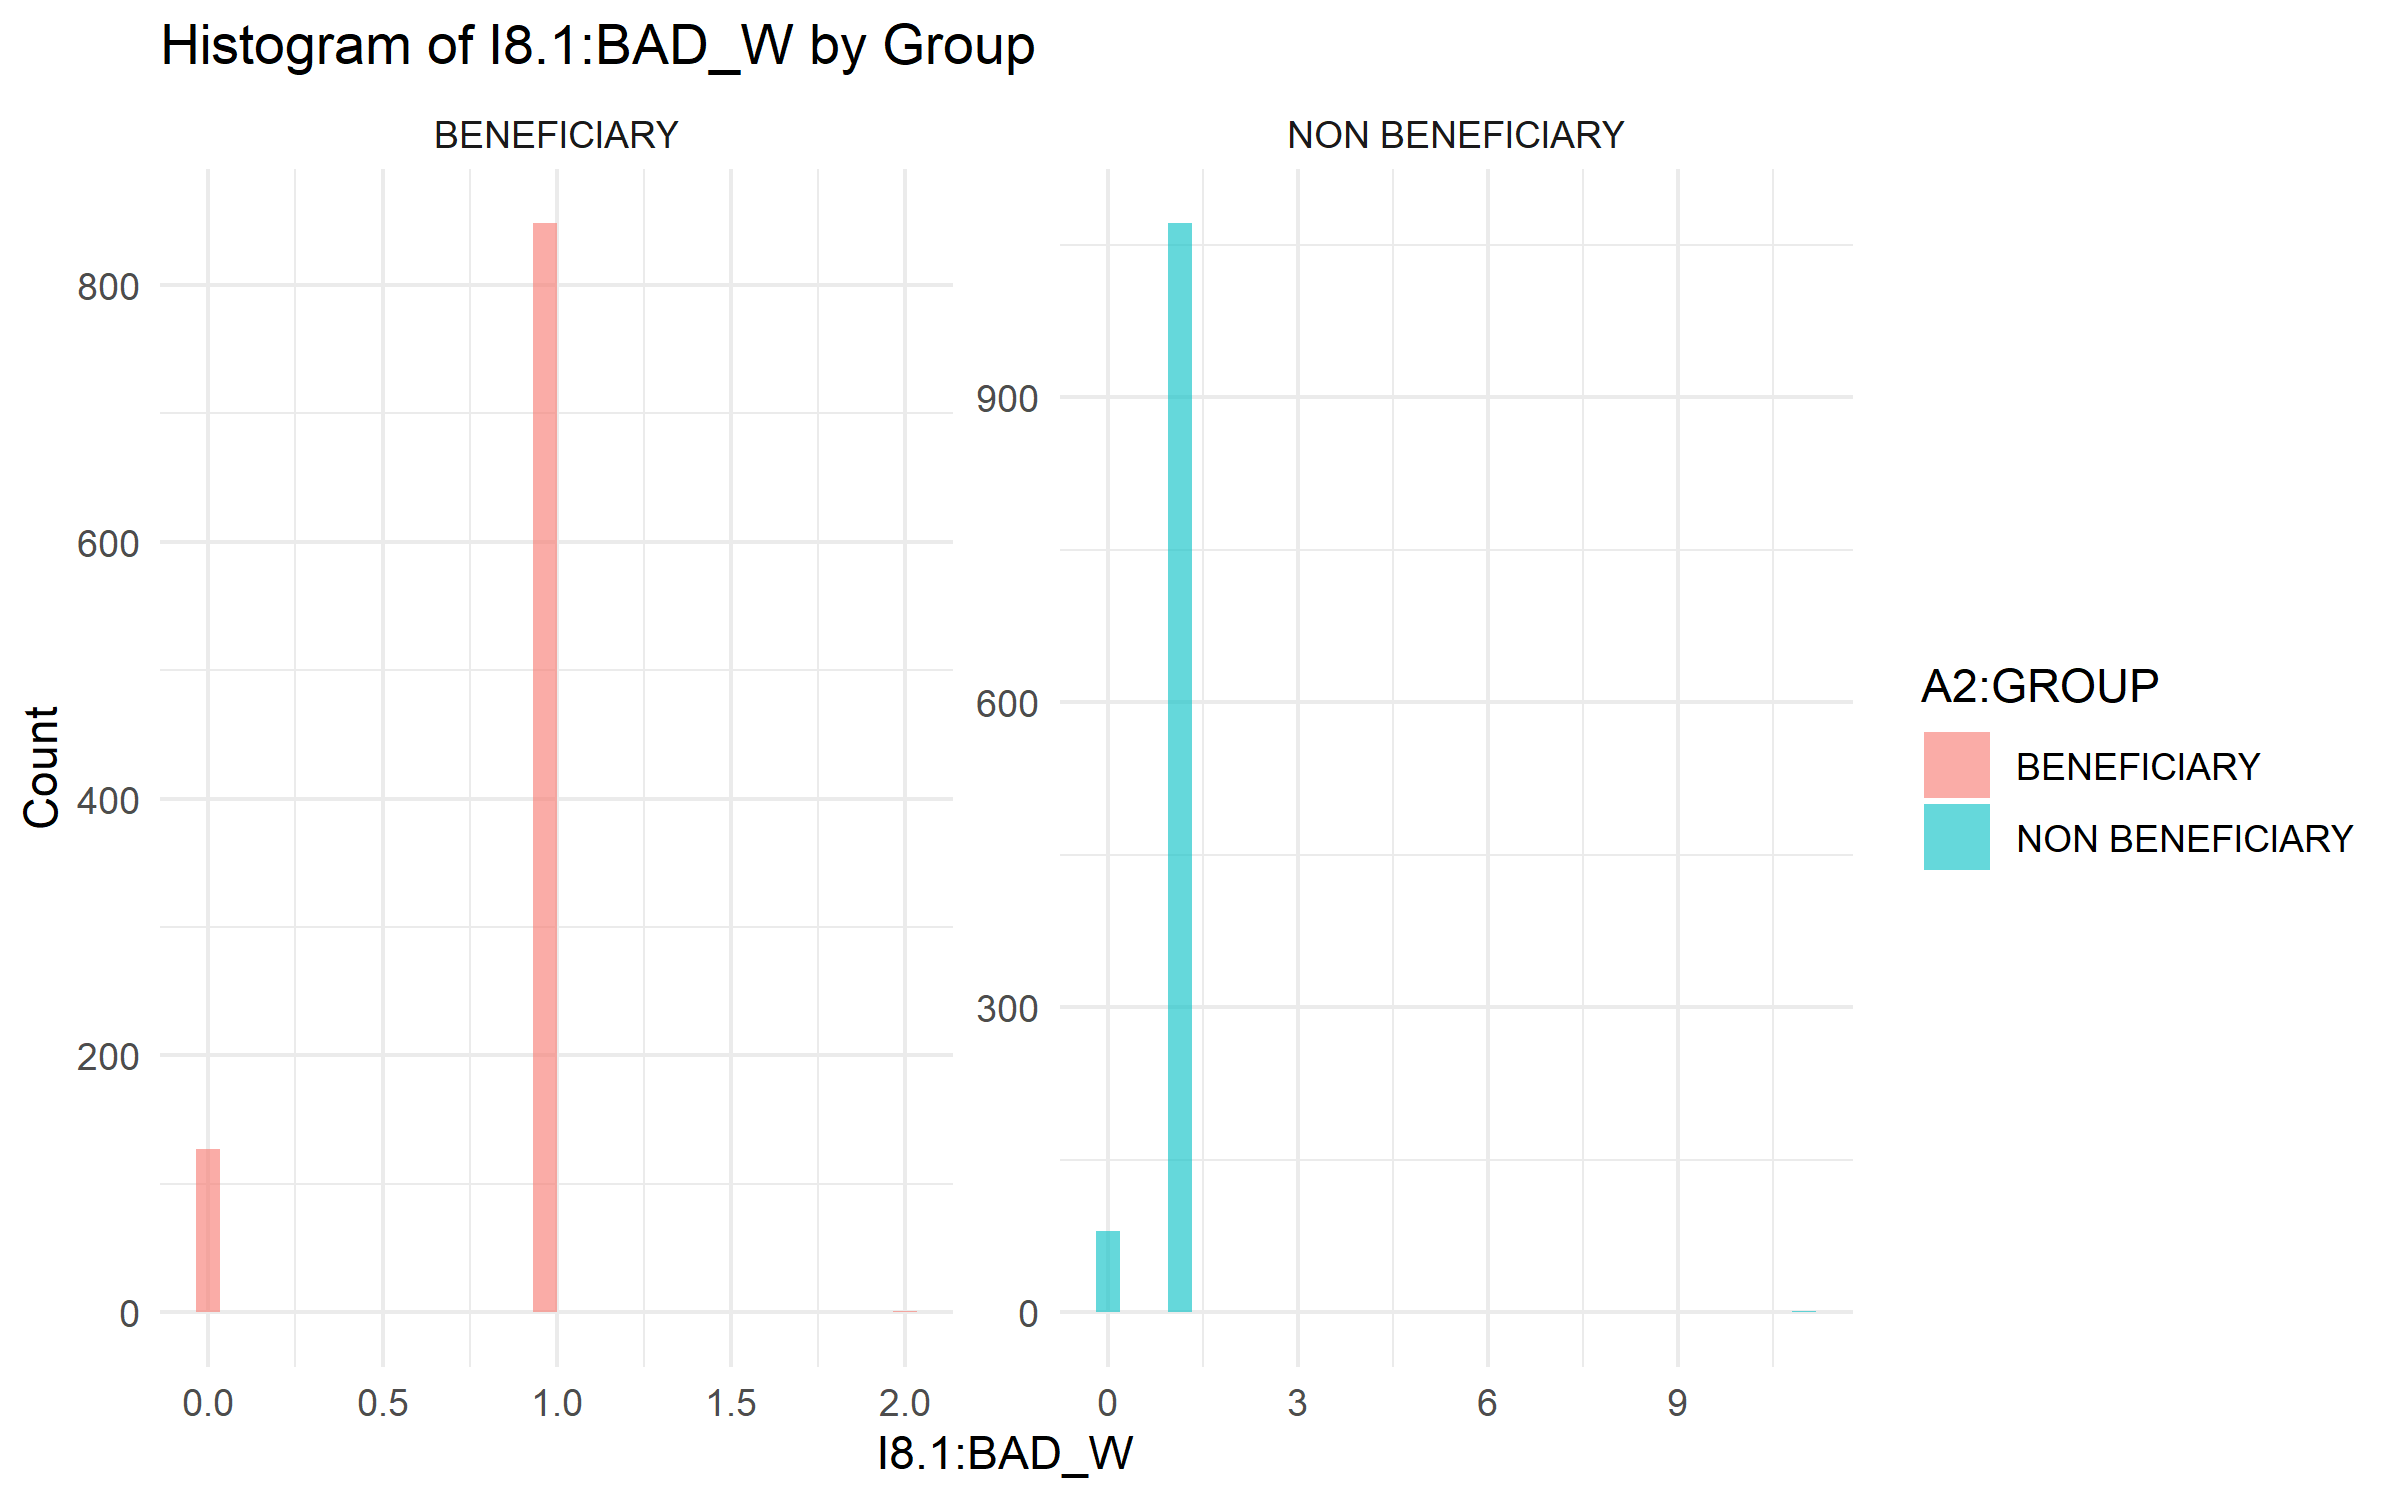 Histogram of I8.1:BAD_W by Group
BENEFICIARY
NON BENEFICIARY
Count
800
600
400
200
0
900
600
300
0
0.0 0.5 1.0 1.5 2.0
0 3 6 9
I8.1:BAD_W
A2:GROUP
BENEFICIARY
NON BENEFICIARY